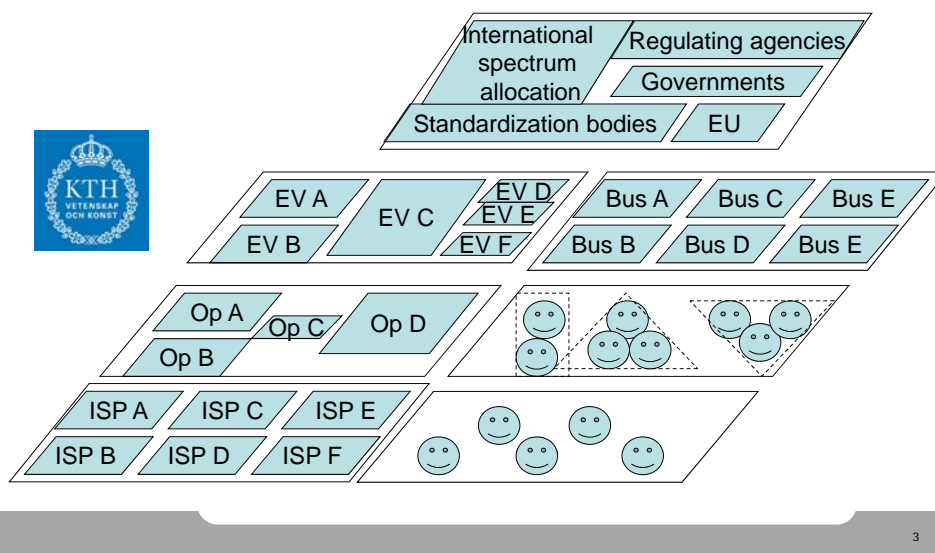 International
spectrum
allocation
Regulating agencies
Governments
Standardization bodies
EU
KTH
VETENSKAP
OCH KONST
EV A
EV B
EV C
EV D
EV E
EV F
Bus A
Bus C
Bus E
Bus B
Bus D
Bus E
Op A
Op B
Op C
Op D
ISP A
ISP C
ISP E
ISP B
ISP D
ISP F
3